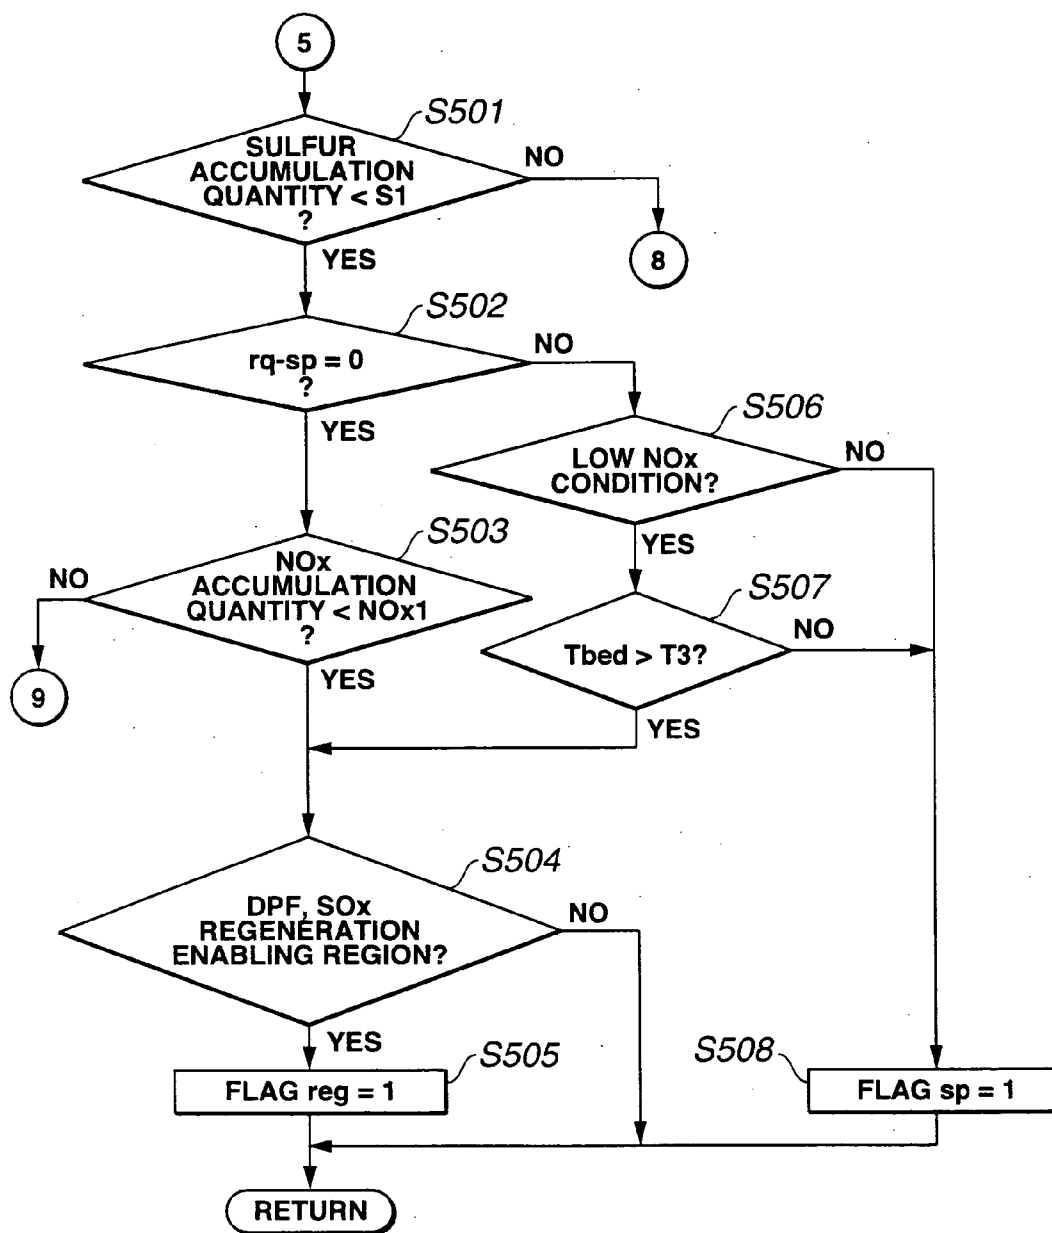 5
S501
SULFUR
ACCUMULATION
QUANTITY < S1
?
NO
8
YES
S502
rq-sp = 0
?
NO
YES
S506
LOW NOx
CONDITION?
NO
YES
S503
NOx
ACCUMULATION
QUANTITY < NOx1
?
NO
9
YES
S507
Tbed > T3?
NO
YES
S504
DPF, SOx
REGENERATION
ENABLING REGION?
NO
YES
S505
FLAG reg = 1
S508
FLAG sp = 1
RETURN